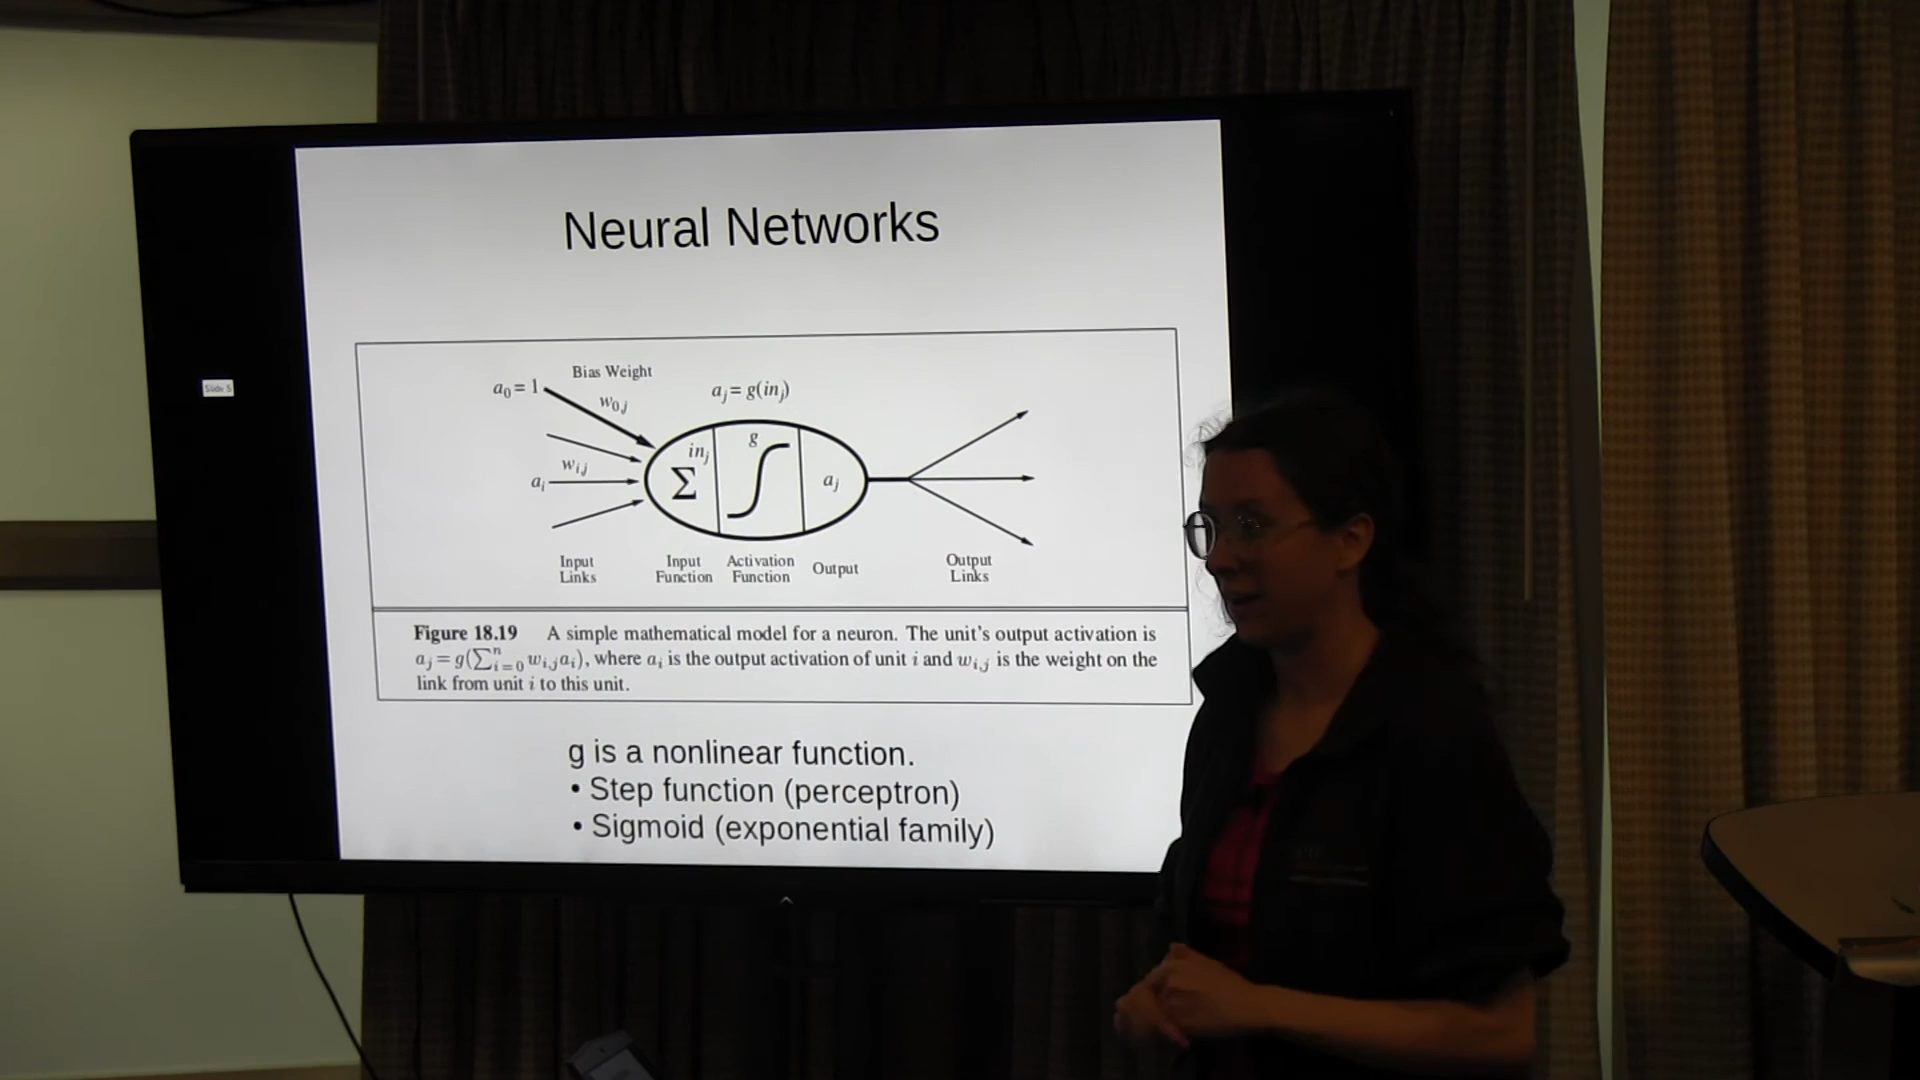 Neural Networks
Slide 5
Bias Weight
a₀ = 1
w₀,j
aⱼ = g(inⱼ)
g
inⱼ
wᵢ,ⱼ
aᵢ
Σ
aⱼ
Input Links
Input Function
Activation Function
Output
Output Links
Figure 18.19 A simple mathematical model for a neuron. The unit's output activation is
aⱼ = g(∑ⁿᵢ₌₀ wᵢ,ⱼaᵢ), where aᵢ is the output activation of unit i and wᵢ,ⱼ is the weight on the
link from unit i to this unit.
g is a nonlinear function.
• Step function (perceptron)
• Sigmoid (exponential family)